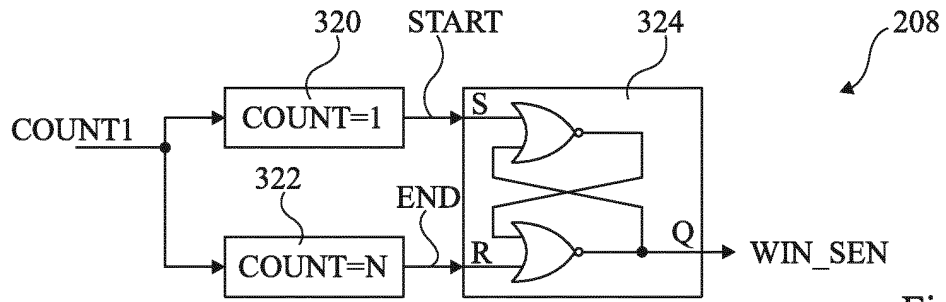 320
START
324
208
COUNT1
COUNT=1
S
322
END
COUNT=N
R
Q
WIN_SEN